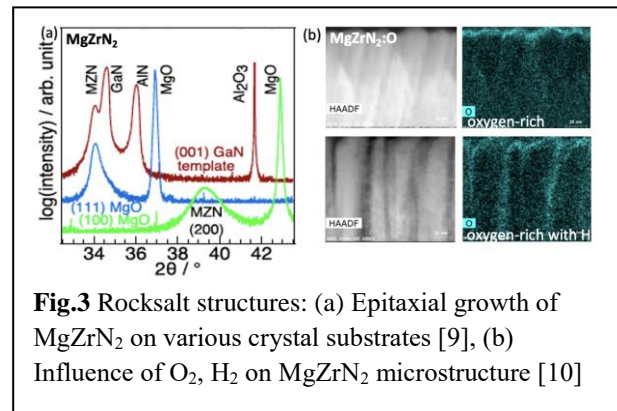 (a)
MgZrN₂
log(intensity) / arb. unit
MZN
GaN
AlN
MgO
Al₂O₃
MgO
(001) GaN
template
(111) MgO
(100) MgO
MZN
(200)
34 36 38 40 42
2θ / °
(b)
MgZrN₂:O
HAADF
O
oxygen-rich
HAADF
O
oxygen-rich with H
Fig.3 Rocksalt structures: (a) Epitaxial growth of
MgZrN₂ on various crystal substrates [9], (b)
Influence of O₂, H₂ on MgZrN₂ microstructure [10]